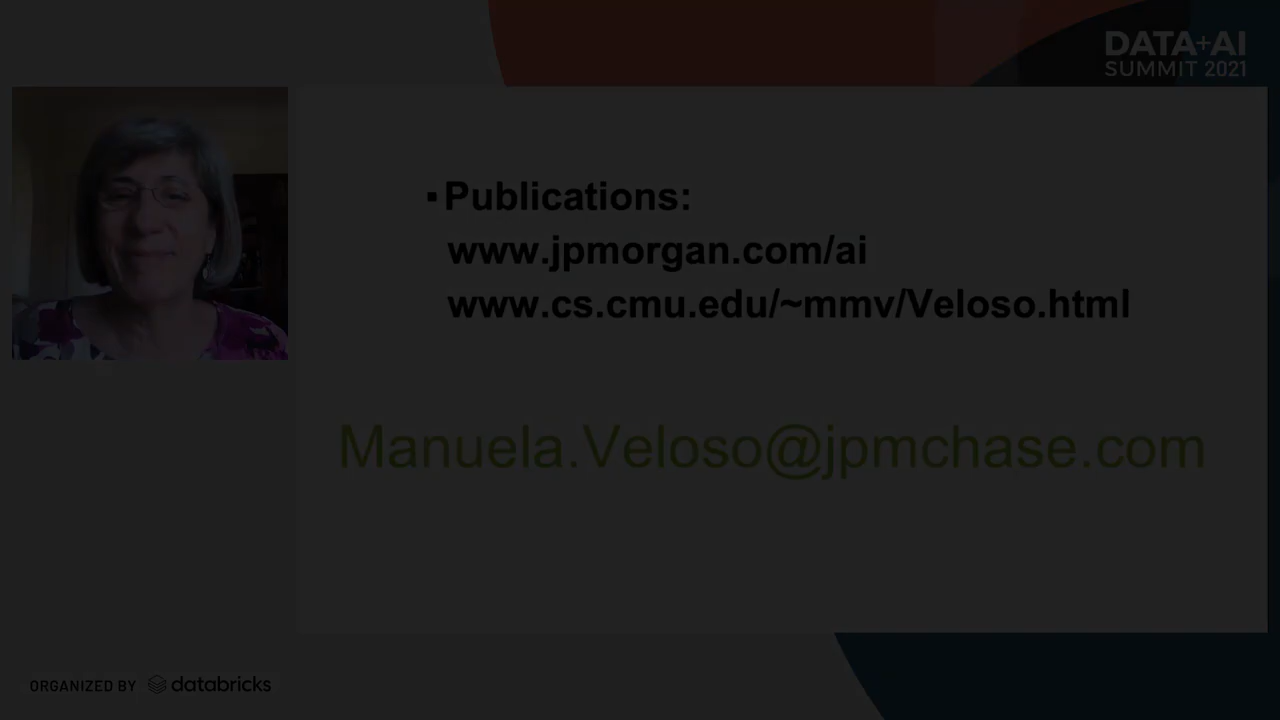 DATA+AI
SUMMIT 2021
▪ Publications:
www.jpmorgan.com/ai
www.cs.cmu.edu/~mmv/Veloso.html
Manuela.Veloso@jpmchase.com
ORGANIZED BY databricks